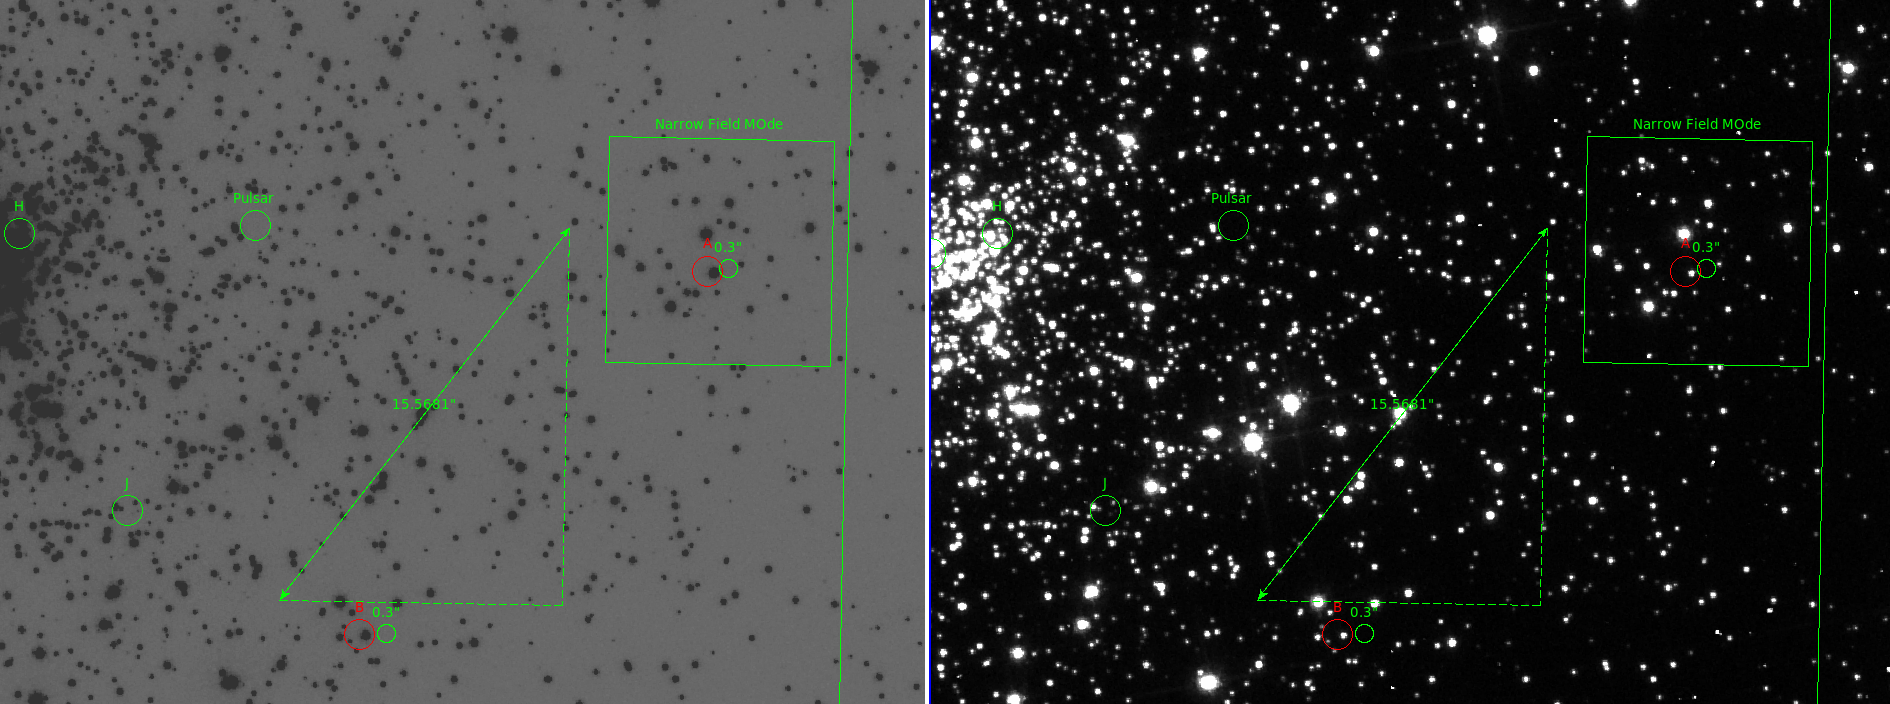 Narrow Field MOde
Pulsar
H
A
0.3"
15.5681"
J
B
0.3"
Narrow Field MOde
Pulsar
H
A
0.3"
15.5681"
J
B
0.3"